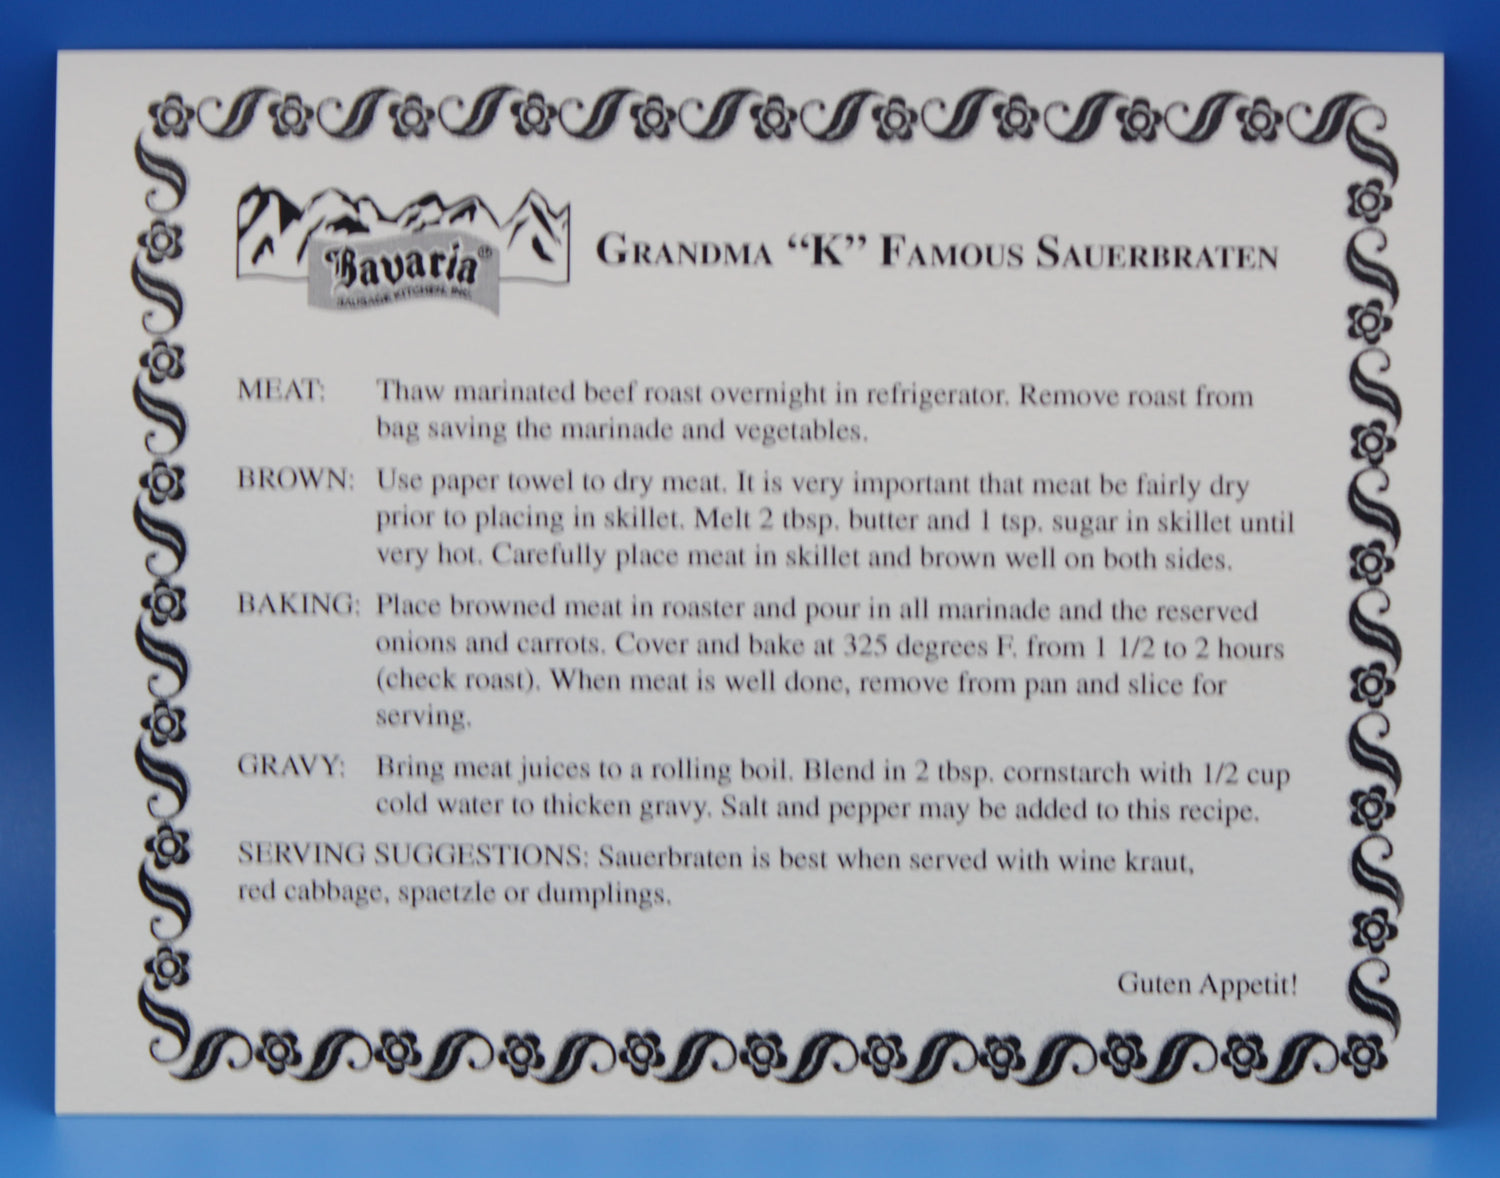 Bavaria®
SAUSAGE KITCHEN, INC.
GRANDMA “K” FAMOUS SAUERBRATEN
MEAT: Thaw marinated beef roast overnight in refrigerator. Remove roast from
bag saving the marinade and vegetables.
BROWN: Use paper towel to dry meat. It is very important that meat be fairly dry
prior to placing in skillet. Melt 2 tbsp. butter and 1 tsp. sugar in skillet until
very hot. Carefully place meat in skillet and brown well on both sides.
BAKING: Place browned meat in roaster and pour in all marinade and the reserved
onions and carrots. Cover and bake at 325 degrees F. from 1 1/2 to 2 hours
(check roast). When meat is well done, remove from pan and slice for
serving.
GRAVY: Bring meat juices to a rolling boil. Blend in 2 tbsp. cornstarch with 1/2 cup
cold water to thicken gravy. Salt and pepper may be added to this recipe.
SERVING SUGGESTIONS: Sauerbraten is best when served with wine kraut,
red cabbage, spaetzle or dumplings.
Guten Appetit!